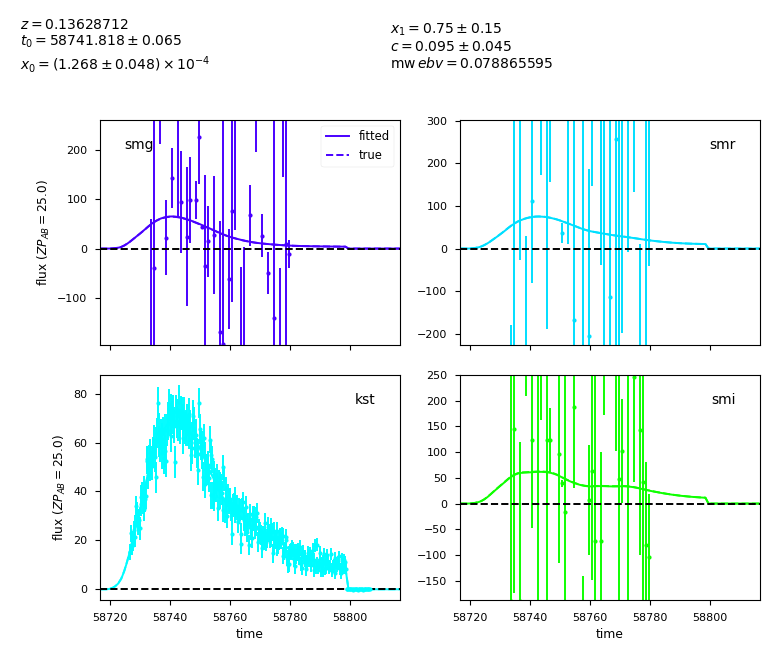 z = 0.13628712
t₀ = 58741.818 ± 0.065
x₀ = (1.268 ± 0.048) × 10⁻⁴
x₁ = 0.75 ± 0.15
c = 0.095 ± 0.045
mw ebv = 0.078865595
smg
fitted
true
200
100
0
−100
flux (ZP_AB = 25.0)
smr
300
200
100
0
−100
−200
kst
80
60
40
20
0
flux (ZP_AB = 25.0)
58720 58740 58760 58780 58800
time
smi
250
200
150
100
50
0
−50
−100
−150
58720 58740 58760 58780 58800
time